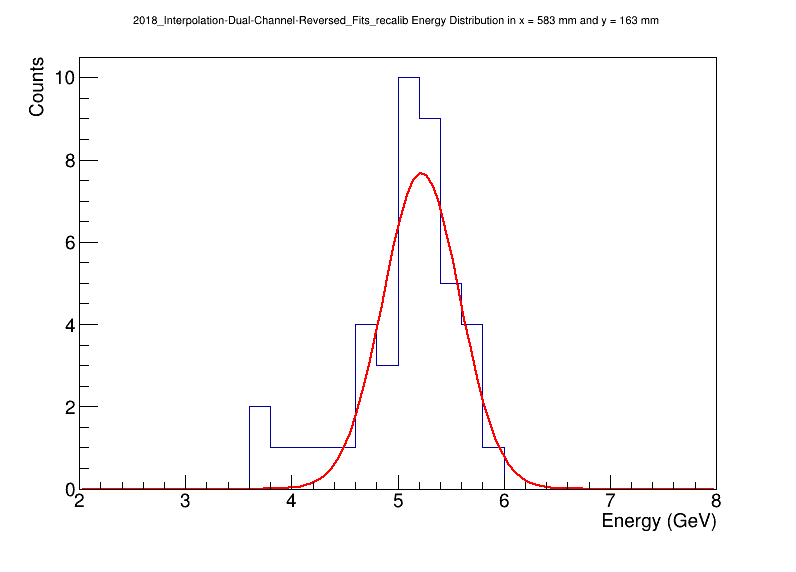 2018_Interpolation-Dual-Channel-Reversed_Fits_recalib Energy Distribution in x = 583 mm and y = 163 mm
Counts
10
8
6
4
2
0
2 3 4 5 6 7 8
Energy (GeV)